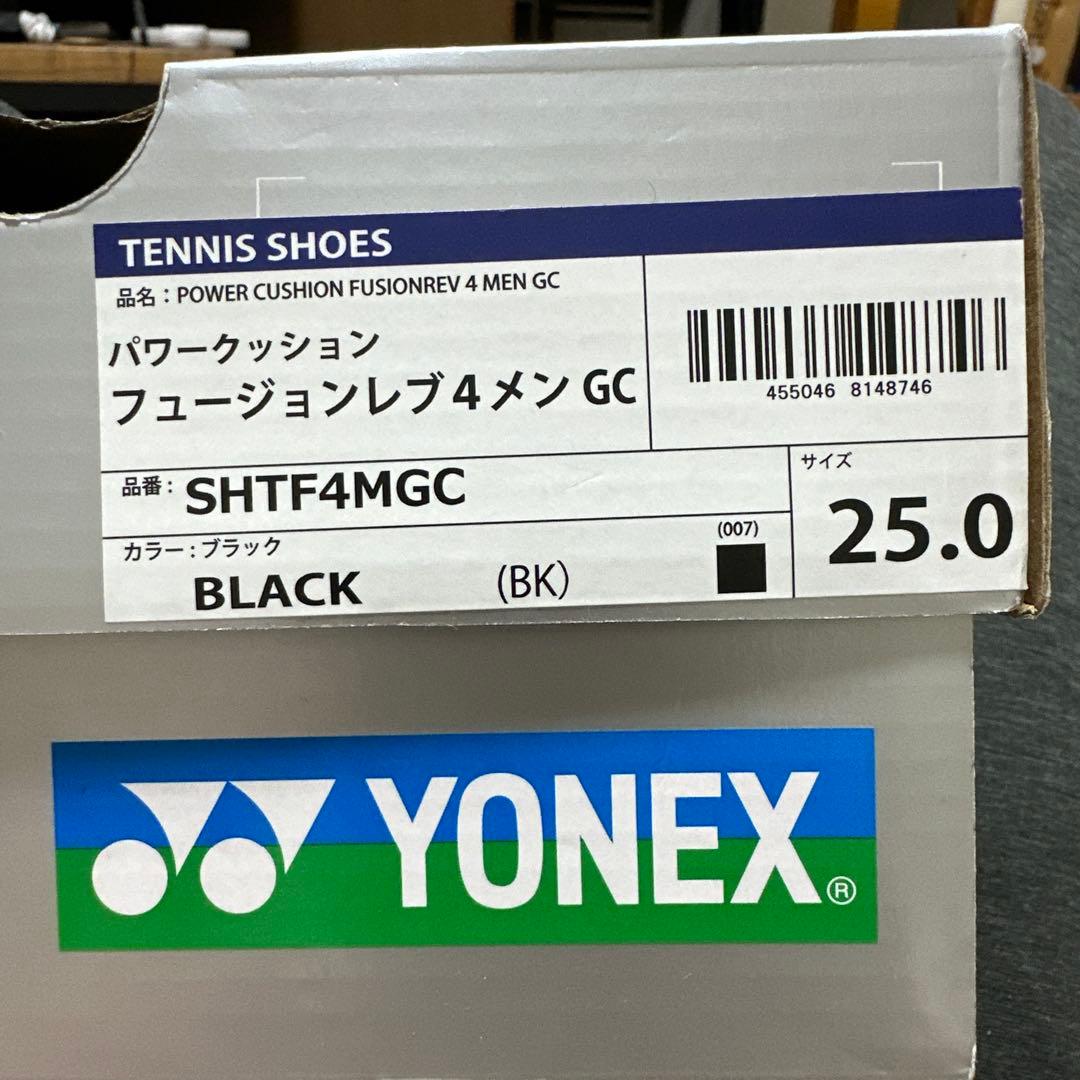 TENNIS SHOES
品名：POWER CUSHION FUSIONREV 4 MEN GC
パワークッション
フュージョンレブ４メン GC
455046 8148746
品番：SHTF4MGC
サイズ
25.0
カラー：ブラック
BLACK (BK) (007)
YONEX®